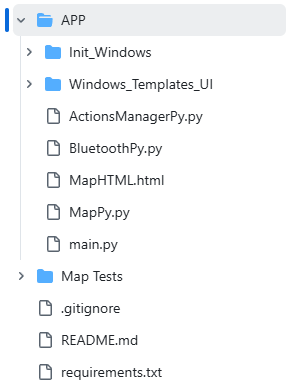 APP
Init_Windows
Windows_Templates_UI
ActionsManagerPy.py
BluetoothPy.py
MapHTML.html
MapPy.py
main.py
Map Tests
.gitignore
README.md
requirements.txt